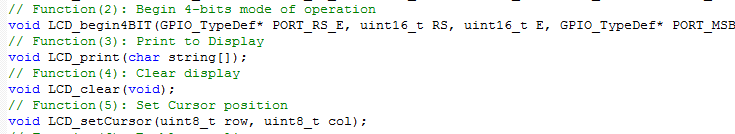 // Function(2): Begin 4-bits mode of operation
void LCD_begin4BIT(GPIO_TypeDef* PORT_RS_E, uint16_t RS, uint16_t E, GPIO_TypeDef* PORT_MSB
// Function(3): Print to Display
void LCD_print(char string[]);
// Function(4): Clear display
void LCD_clear(void);
// Function(5): Set Cursor position
void LCD_setCursor(uint8_t row, uint8_t col);